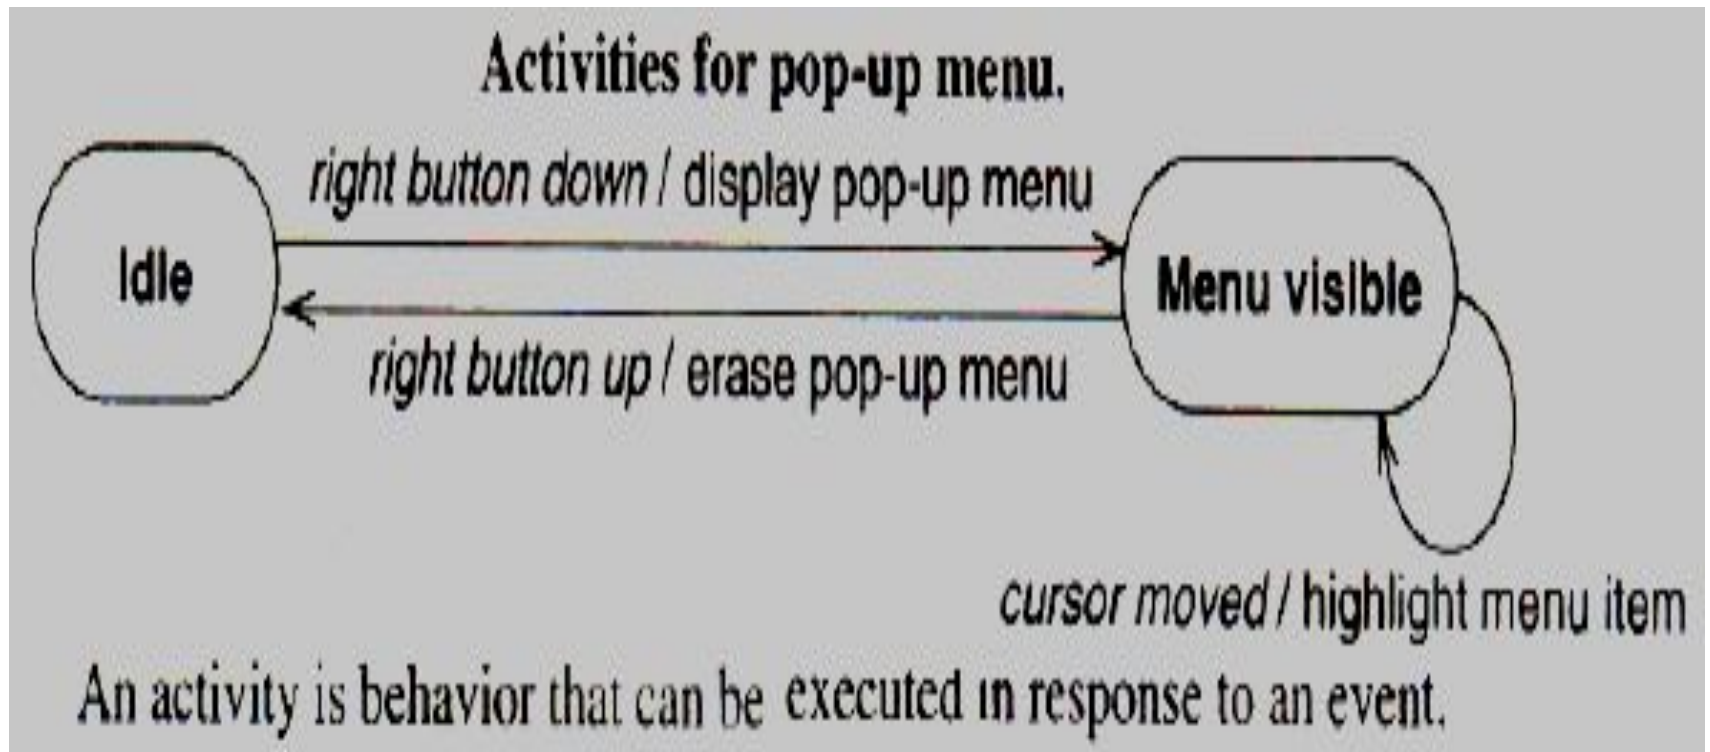 Activities for pop-up menu.
right button down / display pop-up menu
Idle
Menu visible
right button up / erase pop-up menu
cursor moved / highlight menu item
An activity is behavior that can be executed in response to an event.